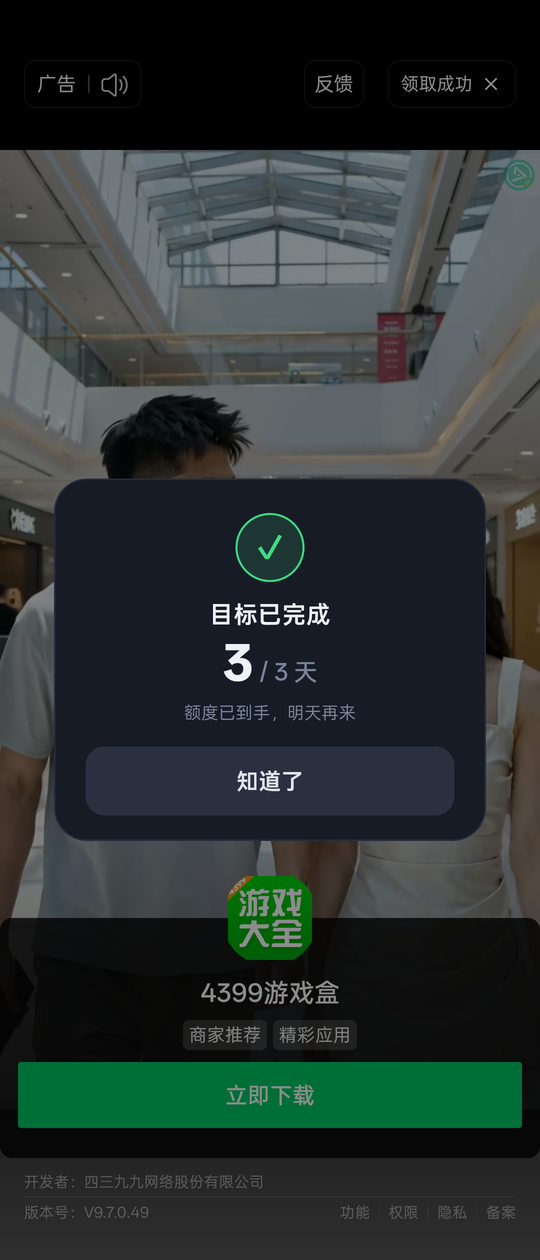 广告
反馈
领取成功
目标已完成
3 / 3 天
额度已到手，明天再来
知道了
游戏
大全
4399游戏盒
商家推荐 精彩应用
立即下载
开发者：四三九九网络股份有限公司
版本号：V9.7.0.49
功能 权限 隐私 备案